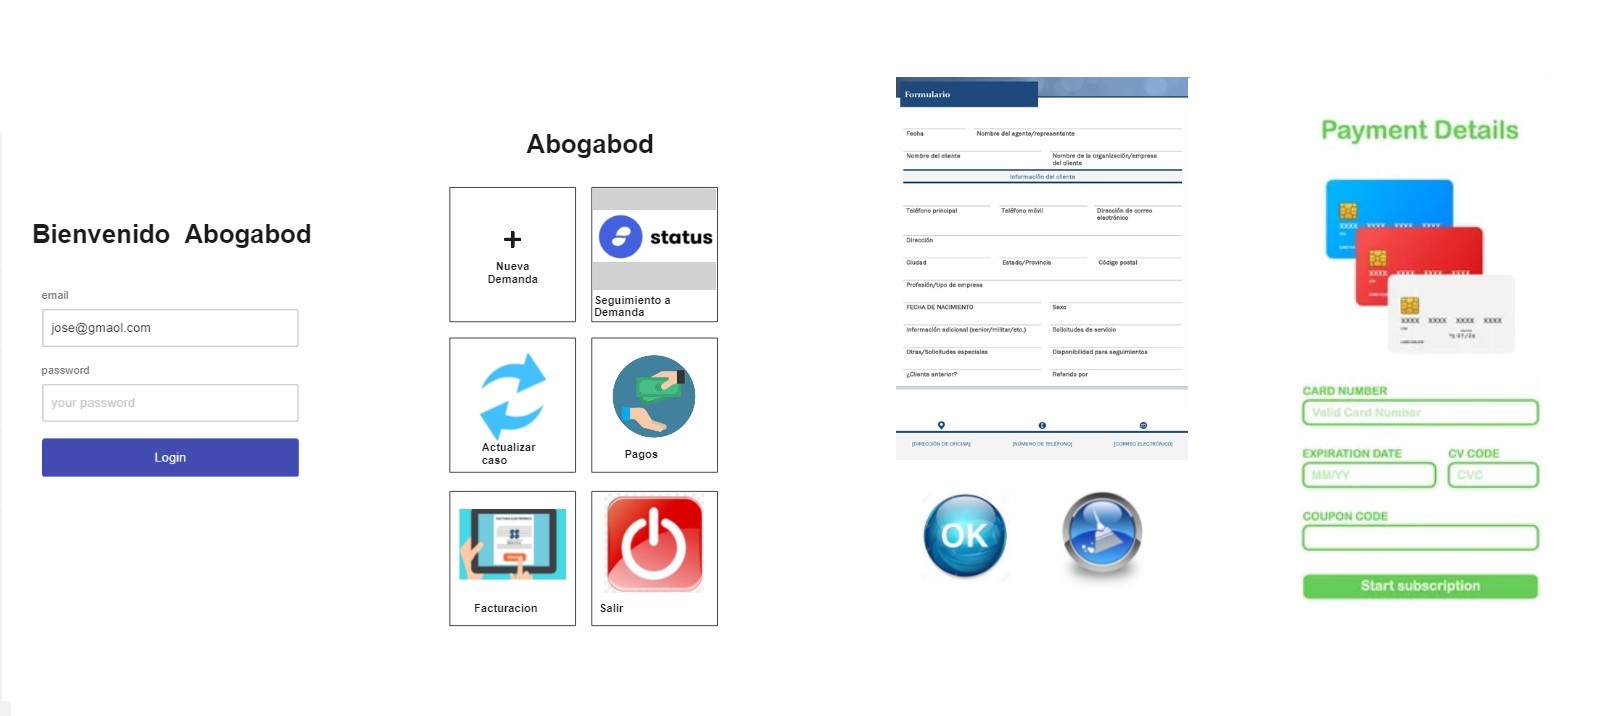 Bienvenido Abogabod
email
jose@gmaol.com
password
your password
Login
Abogabod
+
Nueva
Demanda
status
Seguimiento a
Demanda
Actualizar
caso
Pagos
Facturacion
Salir
Formulario
Fecha
Nombre del agente/representante
Nombre del cliente
Nombre de la organización/empresa
del cliente
Información del cliente
Teléfono principal
Teléfono móvil
Dirección de correo
electrónico
Dirección
Ciudad
Estado/Provincia
Código postal
Profesión/tipo de empresa
FECHA DE NACIMIENTO
Sexo
Información adicional (senior/militar/etc.)
Solicitudes de servicio
Otras/Solicitudes especiales
Disponibilidad para seguimientos
¿Cliente anterior?
Referido por
[DIRECCIÓN DE OFICINA]
[NÚMERO DE TELÉFONO]
[CORREO ELECTRÓNICO]
OK
Payment Details
XXXX XXXX XXXX XXXX
CARD NUMBER
Valid Card Number
EXPIRATION DATE
CV CODE
MM/YY
CVC
COUPON CODE
Start subscription